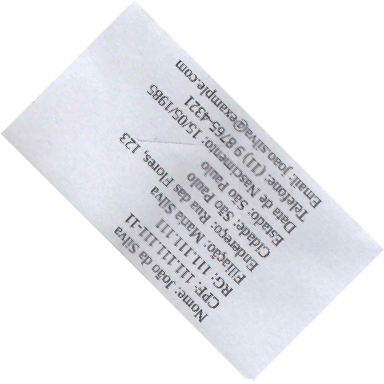 Nome: João da Silva
CPF: 111.111.111-11
RG: 111.111.111
Filiação: Maria Silva
Endereço: Rua das Flores, 123
Cidade: São Paulo
Estado: São Paulo
Data de Nascimento: 15/05/1985
Telefone: (11) 9 8765-4321
Email: joao.silva@example.com